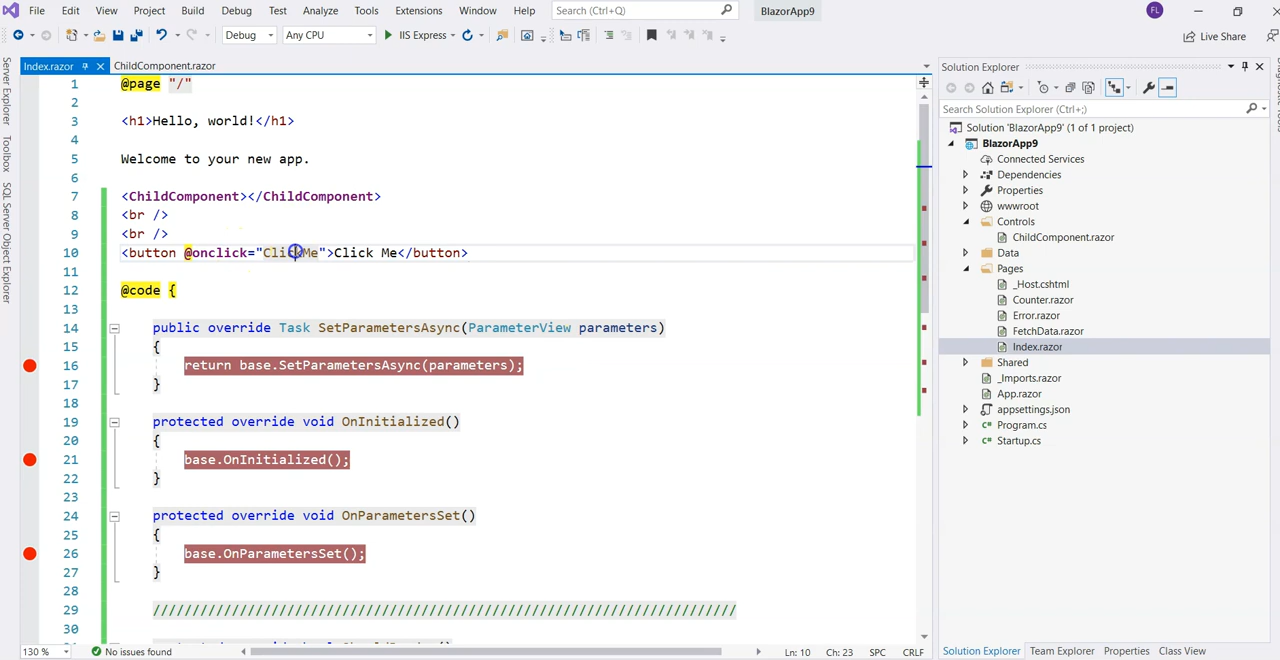 File Edit View Project Build Debug Test Analyze Tools Extensions Window Help Search (Ctrl+Q) BlazorApp9 FL
Debug Any CPU IIS Express Live Share
Index.razor ChildComponent.razor
Server Explorer
Toolbox
SQL Server Object Explorer
1 @page "/"
2
3 <h1>Hello, world!</h1>
4
5 Welcome to your new app.
6
7 <ChildComponent></ChildComponent>
8 <br />
9 <br />
10 <button @onclick="ClickMe">Click Me</button>
11
12 @code {
13
14 public override Task SetParametersAsync(ParameterView parameters)
15 {
16 return base.SetParametersAsync(parameters);
17 }
18
19 protected override void OnInitialized()
20 {
21 base.OnInitialized();
22 }
23
24 protected override void OnParametersSet()
25 {
26 base.OnParametersSet();
27 }
28
29 //////////////////////////////////////////////////////////////////////////
30
130 % No issues found Ln: 10 Ch: 23 SPC CRLF
Solution Explorer
Search Solution Explorer (Ctrl+;)
Solution 'BlazorApp9' (1 of 1 project)
BlazorApp9
Connected Services
Dependencies
Properties
wwwroot
Controls
ChildComponent.razor
Data
Pages
_Host.cshtml
Counter.razor
Error.razor
FetchData.razor
Index.razor
Shared
_Imports.razor
App.razor
appsettings.json
Program.cs
Startup.cs
Solution Explorer Team Explorer Properties Class View